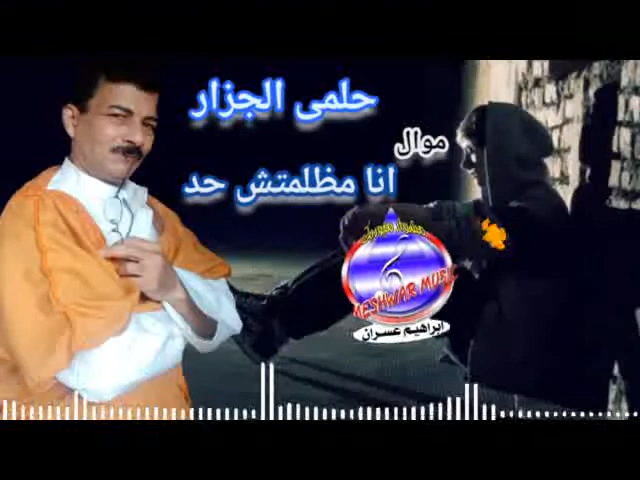 حلمى الجزار
موال
انا مظلمتش حد
MESHWAR MUSIC
ابراهيم عسران